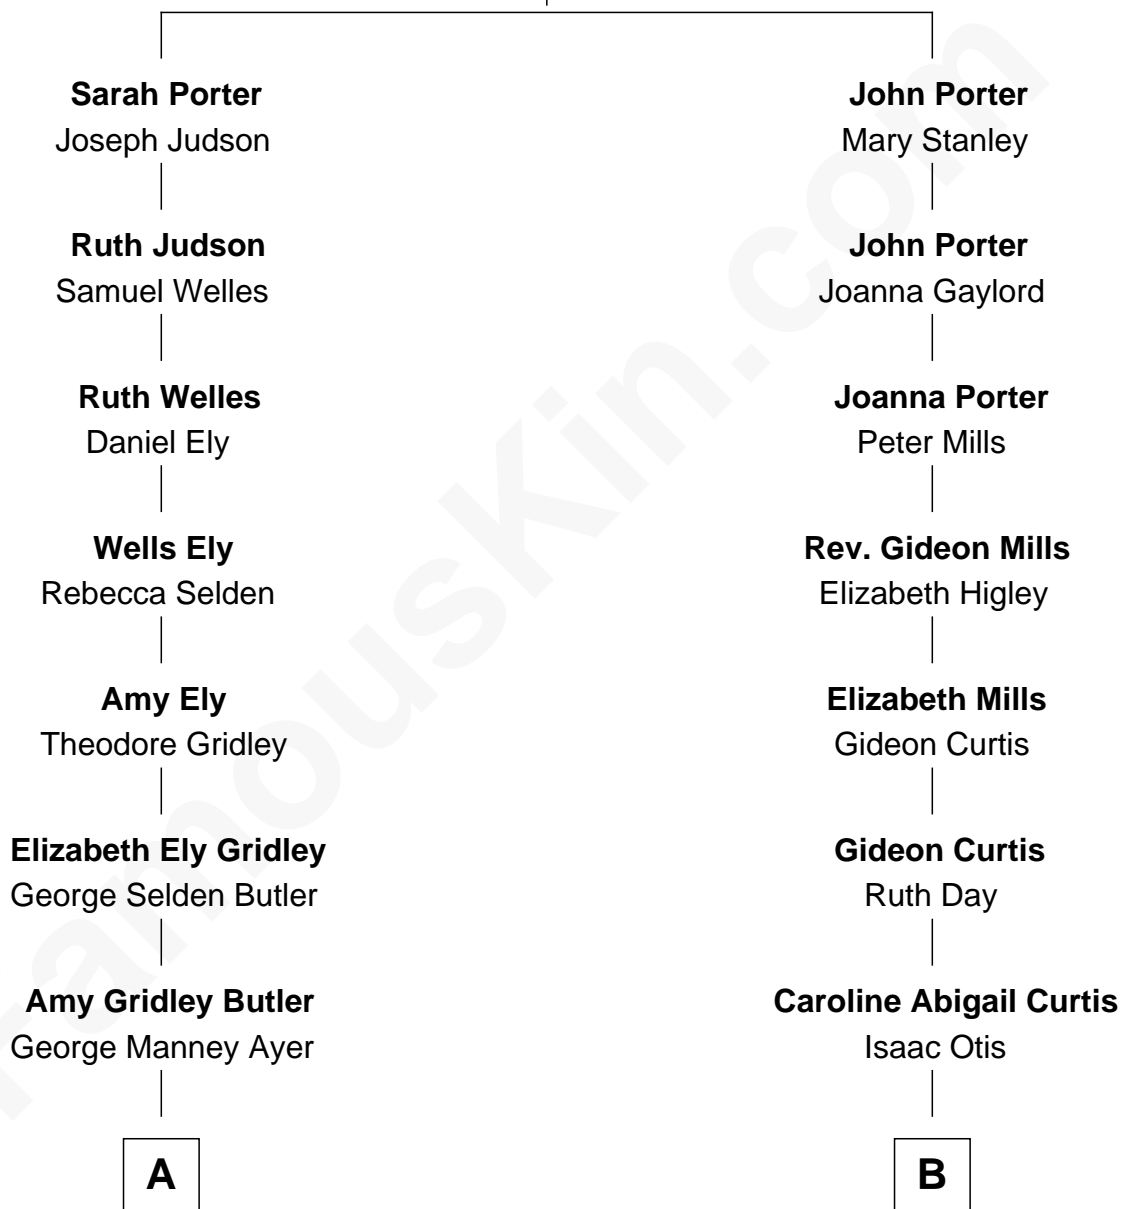 Sarah Porter
Joseph Judson
Ruth Judson
Samuel Welles
Ruth Welles
Daniel Ely
Wells Ely
Rebecca Selden
Amy Ely
Theodore Gridley
Elizabeth Ely Gridley
George Selden Butler
Amy Gridley Butler
George Manney Ayer
A
John Porter
Mary Stanley
John Porter
Joanna Gaylord
Joanna Porter
Peter Mills
Rev. Gideon Mills
Elizabeth Higley
Elizabeth Mills
Gideon Curtis
Gideon Curtis
Ruth Day
Caroline Abigail Curtis
Isaac Otis
B
FamousKin.com